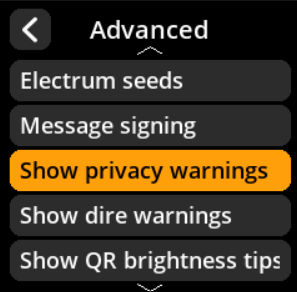 Advanced
Electrum seeds
Message signing
Show privacy warnings
Show dire warnings
Show QR brightness tips